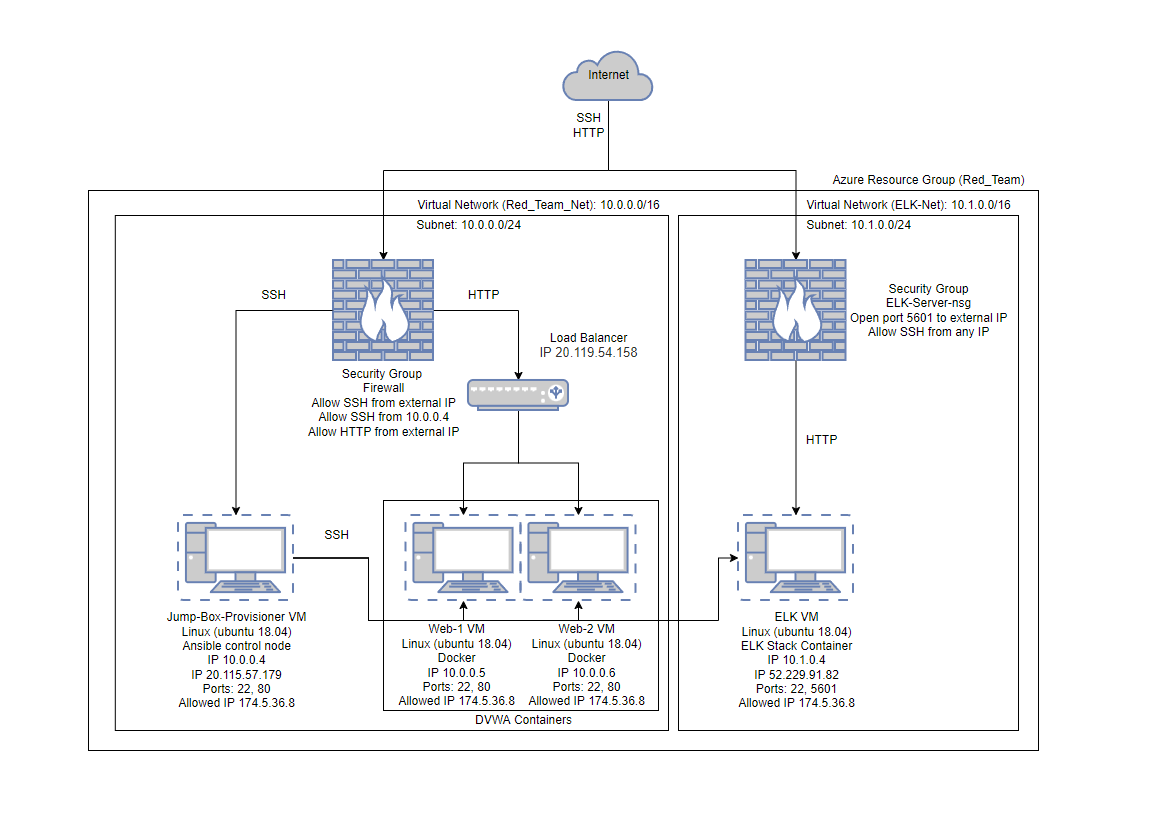 Internet
SSH
HTTP
Azure Resource Group (Red_Team)
Virtual Network (Red_Team_Net): 10.0.0.0/16
Subnet: 10.0.0.0/24
Virtual Network (ELK-Net): 10.1.0.0/16
Subnet: 10.1.0.0/24
SSH
HTTP
Security Group
Firewall
Allow SSH from external IP
Allow SSH from 10.0.0.4
Allow HTTP from external IP
Load Balancer
IP 20.119.54.158
Security Group
ELK-Server-nsg
Open port 5601 to external IP
Allow SSH from any IP
HTTP
SSH
Jump-Box-Provisioner VM
Linux (ubuntu 18.04)
Ansible control node
IP 10.0.0.4
IP 20.115.57.179
Ports: 22, 80
Allowed IP 174.5.36.8
Web-1 VM
Linux (ubuntu 18.04)
Docker
IP 10.0.0.5
Ports: 22, 80
Allowed IP 174.5.36.8
Web-2 VM
Linux (ubuntu 18.04)
Docker
IP 10.0.0.6
Ports: 22, 80
Allowed IP 174.5.36.8
DVWA Containers
ELK VM
Linux (ubuntu 18.04)
ELK Stack Container
IP 10.1.0.4
IP 52.229.91.82
Ports: 22, 5601
Allowed IP 174.5.36.8